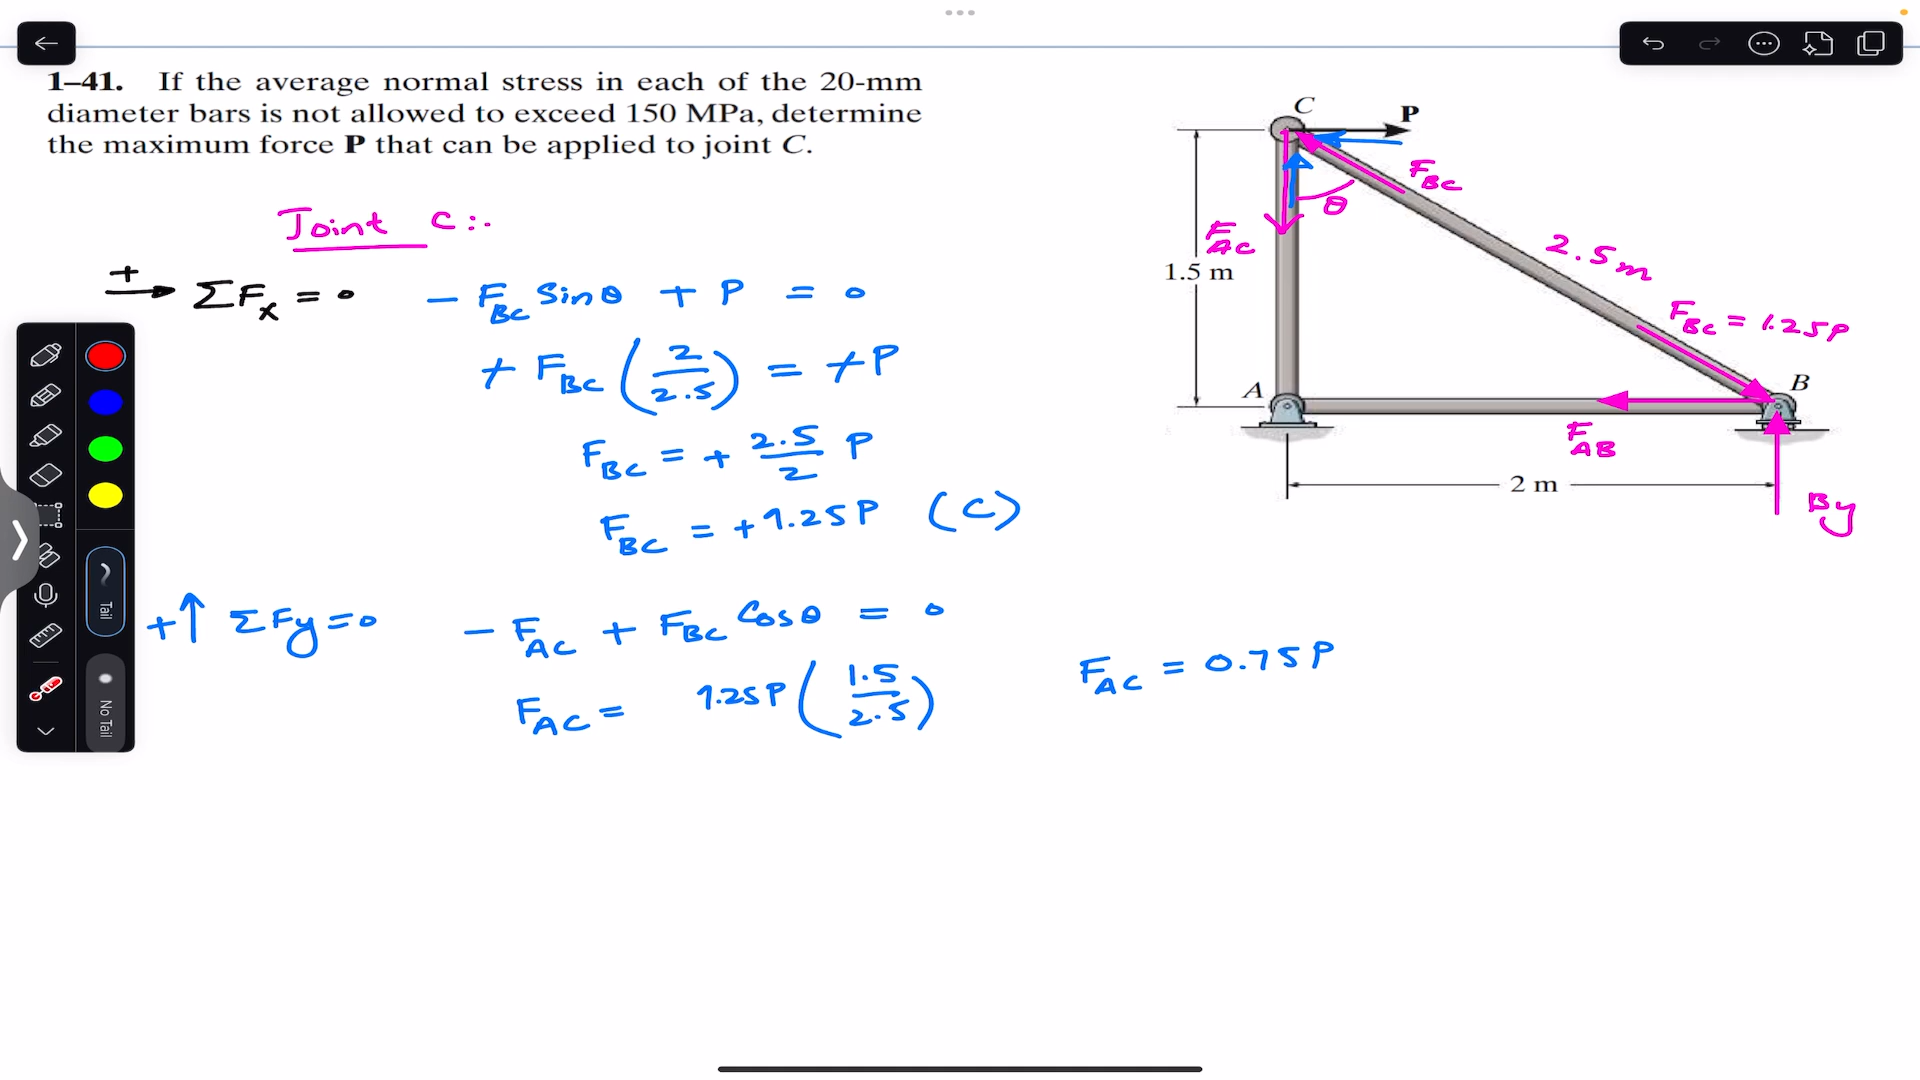 1–41. If the average normal stress in each of the 20-mm
diameter bars is not allowed to exceed 150 MPa, determine
the maximum force P that can be applied to joint C.
Joint C:-
+→ ΣFx = 0 - FBC Sinθ + P = 0
+ FBC (2/2.5) = +P
FBC = + 2.5/2 P
FBC = +1.25P (C)
+↑ ΣFy = 0 - FAC + FBC Cosθ = 0
FAC = 1.25P (1.5/2.5)
FAC = 0.75P
C
P
FBC
θ
FAC
2.5m
1.5 m
FBC = 1.25P
A
B
FAB
2 m
By
Tail
No Tail